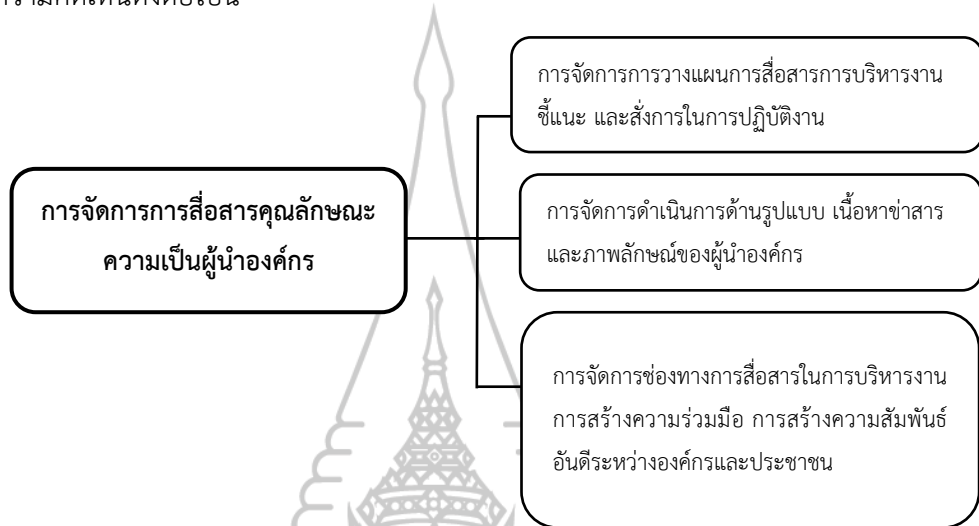 การจัดการการวางแผนการสื่อสารการบริหารงาน
ชี้แนะ และสั่งการในการปฏิบัติงาน
การจัดการการสื่อสารคุณลักษณะ
ความเป็นผู้นำองค์กร
การจัดการดำเนินการด้านรูปแบบ เนื้อหาข่าสาร
และภาพลักษณ์ของผู้นำองค์กร
การจัดการช่องทางการสื่อสารในการบริหารงาน
การสร้างความร่วมมือ การสร้างความสัมพันธ์
อันดีระหว่างองค์กรและประชาชน